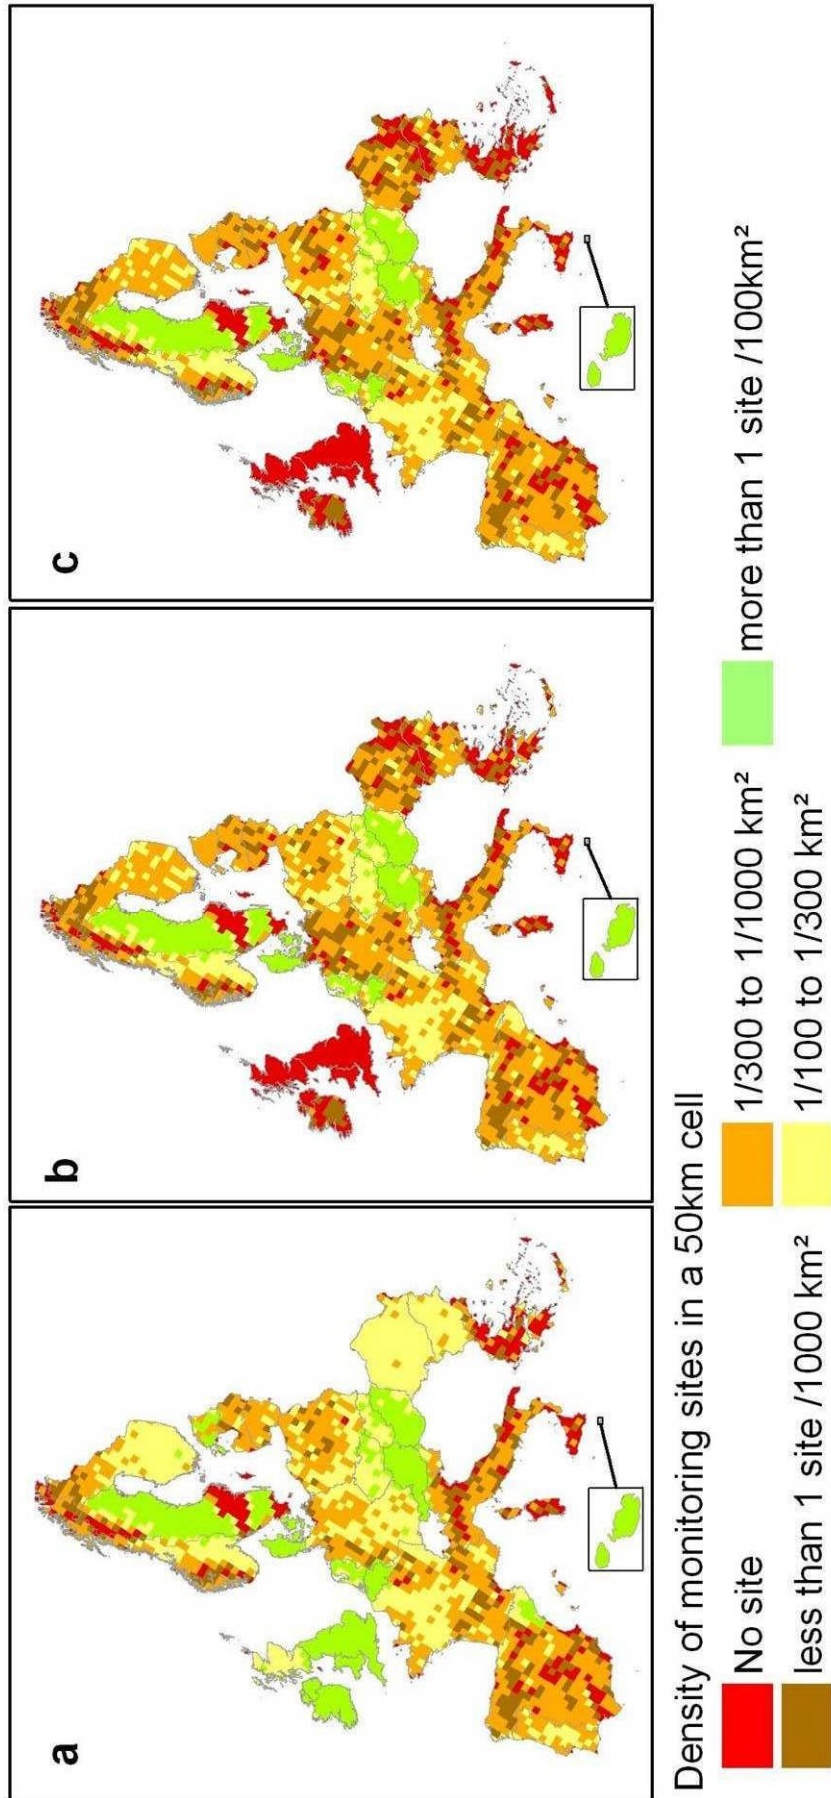 a
b
c
Density of monitoring sites in a 50km cell
No site
1/300 to 1/1000 km²
more than 1 site /100km²
less than 1 site /1000 km²
1/100 to 1/300 km²